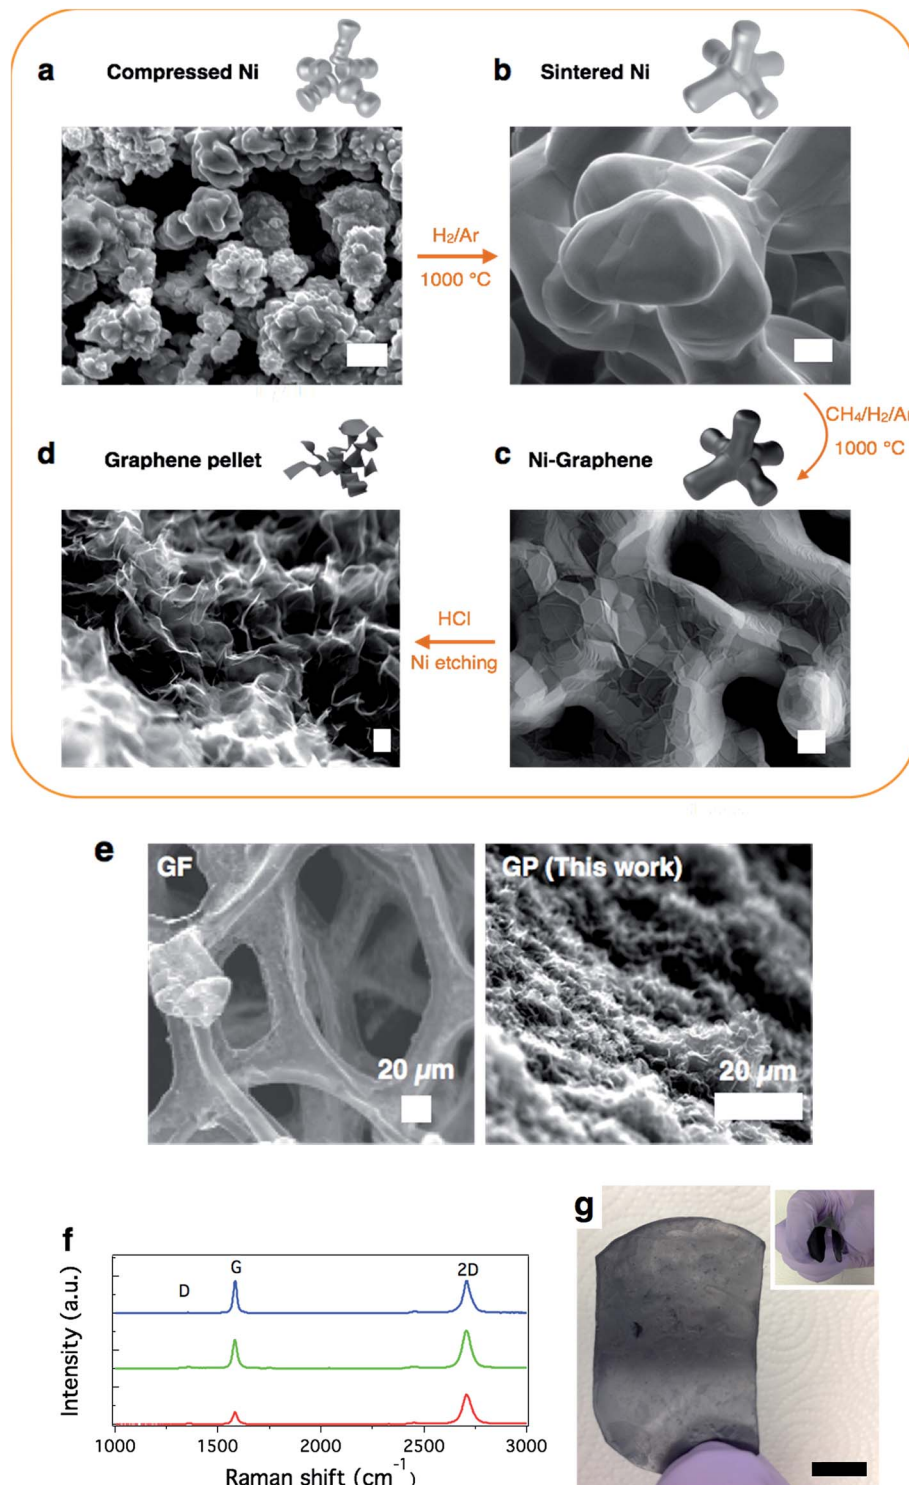 a Compressed Ni
b Sintered Ni
H₂/Ar
1000 °C
CH₄/H₂/Ar
1000 °C
d Graphene pellet
c Ni-Graphene
HCl
Ni etching
e
GF
20 µm
GP (This work)
20 µm
f
D
G
2D
Intensity (a.u.)
1000 1500 2000 2500 3000
Raman shift (cm⁻¹)
g